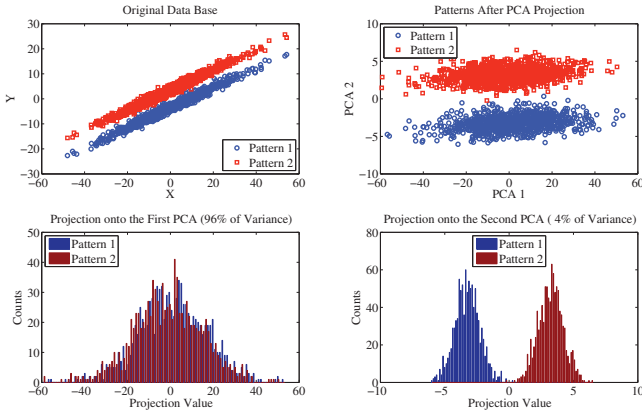 Original Data Base
30
20
10
0
−10
−20
−30
Y
Pattern 1
Pattern 2
−60 −40 −20 0 20 40 60
X
Patterns After PCA Projection
10
5
0
−5
−10
PCA 2
Pattern 1
Pattern 2
−60 −40 −20 0 20 40 60
PCA 1
Projection onto the First PCA (96% of Variance)
50
40
30
20
10
0
Counts
Pattern 1
Pattern 2
−60 −40 −20 0 20 40 60
Projection Value
Projection onto the Second PCA ( 4% of Variance)
80
60
40
20
0
Counts
Pattern 1
Pattern 2
−10 −5 0 5 10
Projection Value